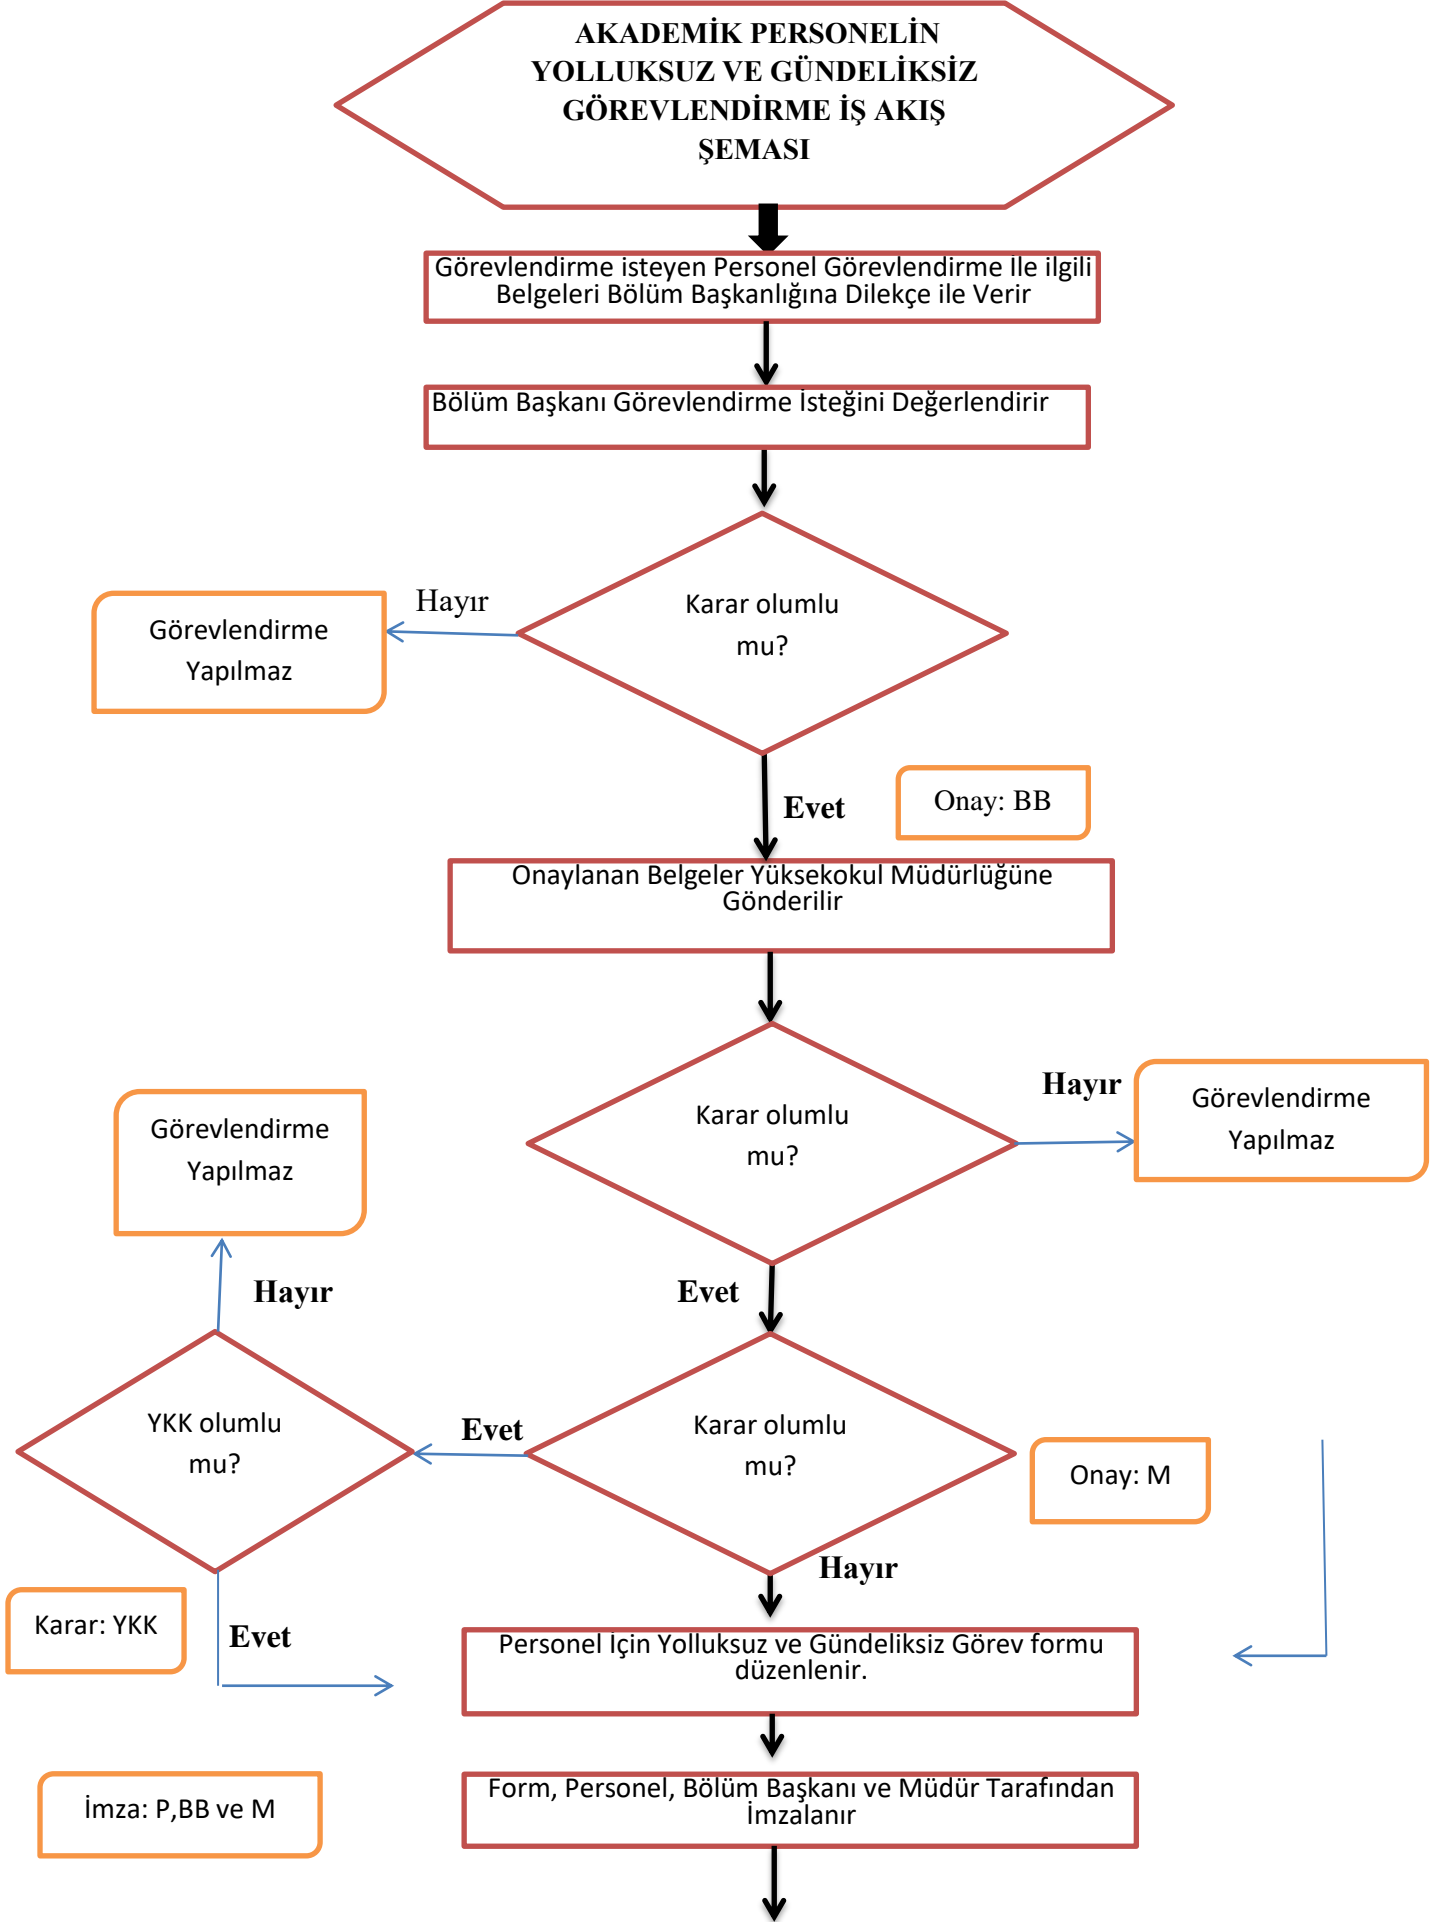 AKADEMİK PERSONELİN
YOLLUKSUZ VE GÜNDELİKSİZ
GÖREVLENDİRME İŞ AKIŞ
ŞEMASI
Görevlendirme isteyen Personel Görevlendirme İle ilgili
Belgeleri Bölüm Başkanlığına Dilekçe ile Verir
Bölüm Başkanı Görevlendirme İsteğini Değerlendirir
Hayır
Karar olumlu
mu?
Görevlendirme
Yapılmaz
Evet
Onay: BB
Onaylanan Belgeler Yüksekokul Müdürlüğüne
Gönderilir
Karar olumlu
mu?
Hayır
Görevlendirme
Yapılmaz
Görevlendirme
Yapılmaz
Hayır
Evet
YKK olumlu
mu?
Evet
Karar olumlu
mu?
Onay: M
Hayır
Karar: YKK
Evet
Personel İçin Yolluksuz ve Gündeliksiz Görev formu
düzenlenir.
İmza: P,BB ve M
Form, Personel, Bölüm Başkanı ve Müdür Tarafından
İmzalanır